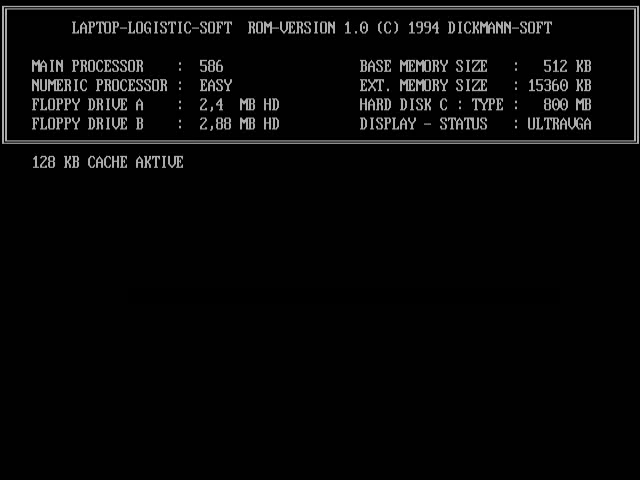 LAPTOP-LOGISTIC-SOFT ROM-VERSION 1.0 (C) 1994 DICKMANN-SOFT
MAIN PROCESSOR : 586 BASE MEMORY SIZE : 512 KB
NUMERIC PROCESSOR : EASY EXT. MEMORY SIZE : 15360 KB
FLOPPY DRIVE A : 2,4 MB HD HARD DISK C : TYPE : 800 MB
FLOPPY DRIVE B : 2,88 MB HD DISPLAY - STATUS : ULTRAVGA
128 KB CACHE AKTIVE